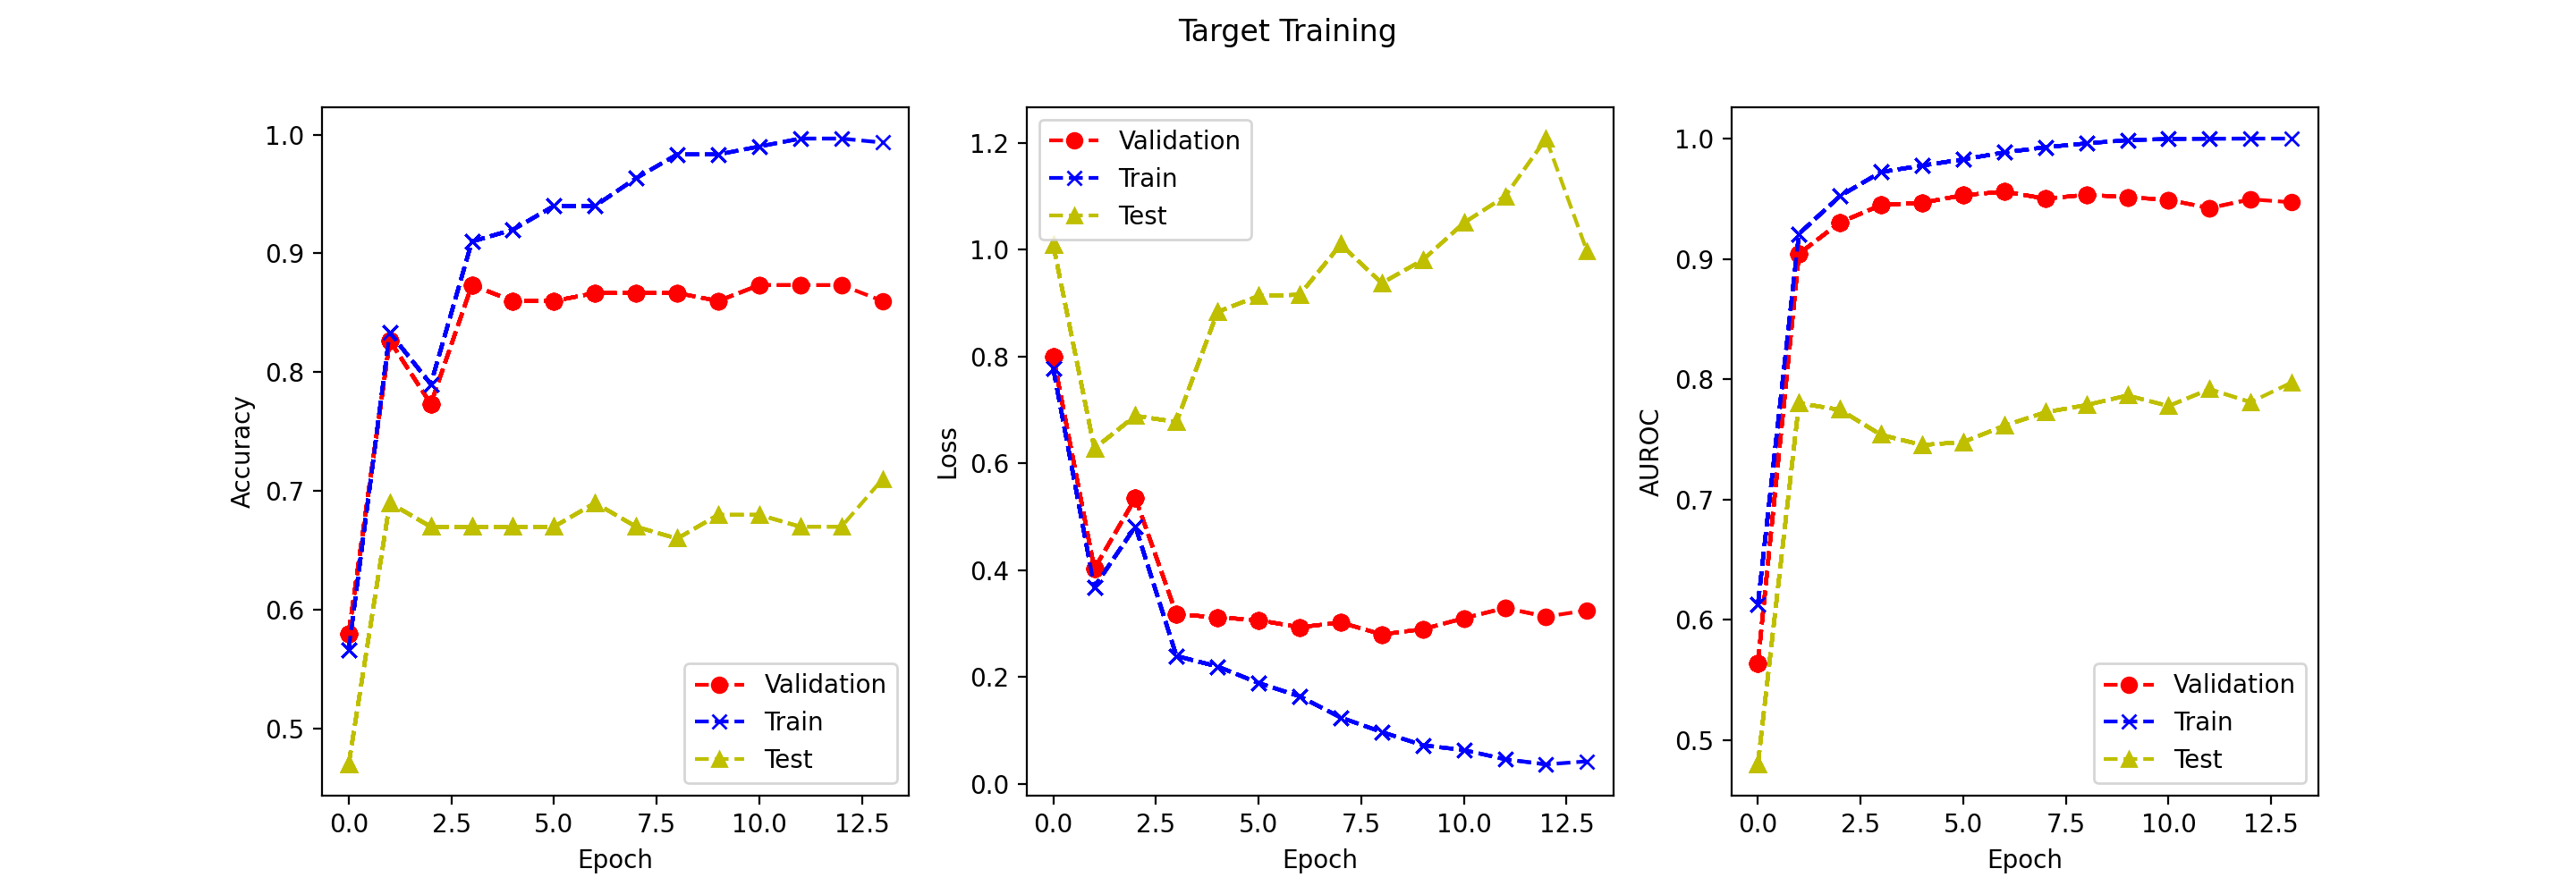 Target Training
Accuracy
1.0
0.9
0.8
0.7
0.6
0.5
Validation
Train
Test
0.0 2.5 5.0 7.5 10.0 12.5
Epoch
Loss
1.2
1.0
0.8
0.6
0.4
0.2
0.0
Validation
Train
Test
0.0 2.5 5.0 7.5 10.0 12.5
Epoch
AUROC
1.0
0.9
0.8
0.7
0.6
0.5
Validation
Train
Test
0.0 2.5 5.0 7.5 10.0 12.5
Epoch